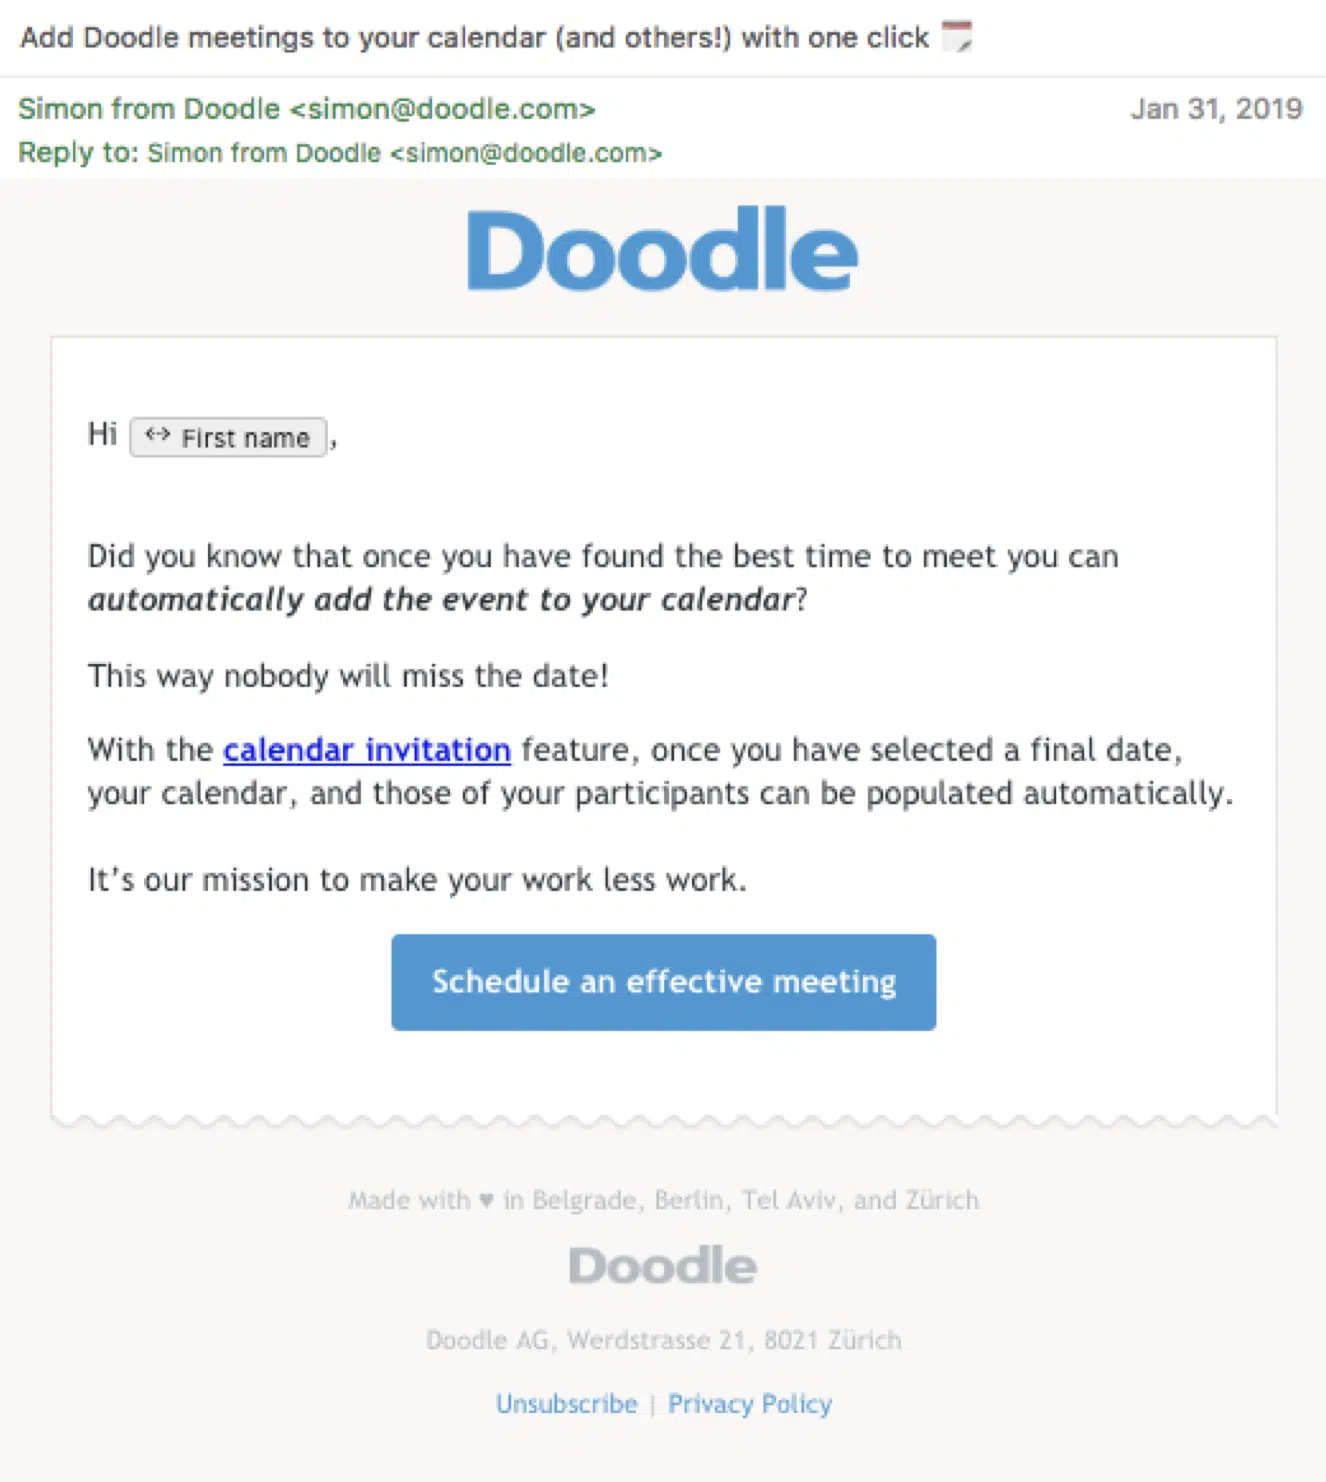 Add Doodle meetings to your calendar (and others!) with one click
Simon from Doodle <simon@doodle.com>
Jan 31, 2019
Reply to: Simon from Doodle <simon@doodle.com>
Doodle
Hi <-> First name ,
Did you know that once you have found the best time to meet you can
automatically add the event to your calendar?
This way nobody will miss the date!
With the calendar invitation feature, once you have selected a final date,
your calendar, and those of your participants can be populated automatically.
It’s our mission to make your work less work.
Schedule an effective meeting
Made with ♥ in Belgrade, Berlin, Tel Aviv, and Zürich
Doodle
Doodle AG, Werdstrasse 21, 8021 Zürich
Unsubscribe | Privacy Policy